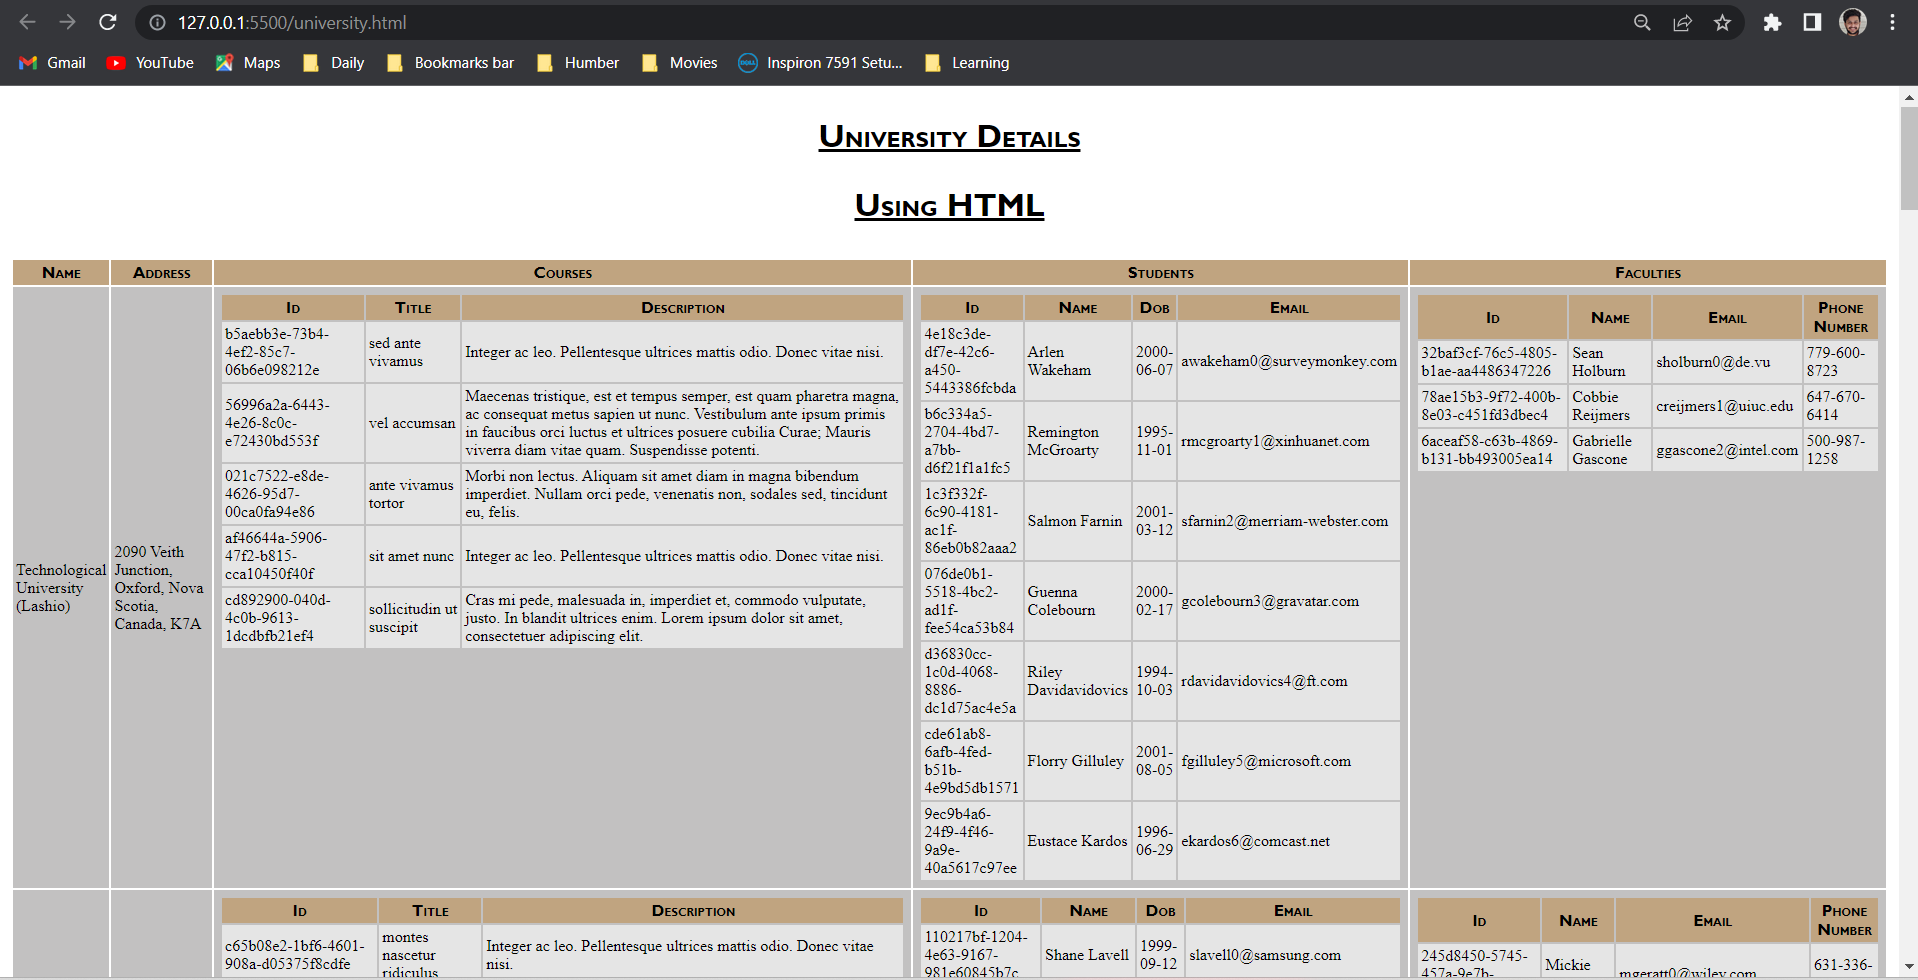 127.0.0.1:5500/university.html
Gmail YouTube Maps Daily Bookmarks bar Humber Movies Inspiron 7591 Setu... Learning
University Details
Using HTML
Name Address Courses Students Faculties
Technological
University
(Lashio)
2090 Veith
Junction,
Oxford, Nova
Scotia,
Canada, K7A
Id Title Description
b5aebb3e-73b4-
4ef2-85c7-
06b6e098212e
sed ante
vivamus
Integer ac leo. Pellentesque ultrices mattis odio. Donec vitae nisi.
56996a2a-6443-
4e26-8c0c-
e72430bd553f
vel accumsan
Maecenas tristique, est et tempus semper, est quam pharetra magna,
ac consequat metus sapien ut nunc. Vestibulum ante ipsum primis
in faucibus orci luctus et ultrices posuere cubilia Curae; Mauris
viverra diam vitae quam. Suspendisse potenti.
021c7522-e8de-
4626-95d7-
00ca0fa94e86
ante vivamus
tortor
Morbi non lectus. Aliquam sit amet diam in magna bibendum
imperdiet. Nullam orci pede, venenatis non, sodales sed, tincidunt
eu, felis.
af46644a-5906-
47f2-b815-
cca10450f40f
sit amet nunc
Integer ac leo. Pellentesque ultrices mattis odio. Donec vitae nisi.
cd892900-040d-
4c0b-9613-
1dcdbfb21ef4
sollicitudin ut
suscipit
Cras mi pede, malesuada in, imperdiet et, commodo vulputate,
justo. In blandit ultrices enim. Lorem ipsum dolor sit amet,
consectetuer adipiscing elit.
Id Name Dob Email
4e18c3de-
df7e-42c6-
a450-
5443386fcbda
Arlen
Wakeham
2000-
06-07
awakeham0@surveymonkey.com
b6c334a5-
2704-4bd7-
a7bb-
d6f21f1a1fc5
Remington
McGroarty
1995-
11-01
rmcgroarty1@xinhuanet.com
1c3f332f-
6c90-4181-
ac1f-
86eb0b82aaa2
Salmon Farnin
2001-
03-12
sfarnin2@merriam-webster.com
076de0b1-
5518-4bc2-
ad1f-
fee54ca53b84
Guenna
Colebourn
2000-
02-17
gcolebourn3@gravatar.com
d36830cc-
1c0d-4068-
8886-
dc1d75ac4e5a
Riley
Davidavidovics
1994-
10-03
rdavidavidovics4@ft.com
cde61ab8-
6afb-4fed-
b51b-
4e9bd5db1571
Florry Gilluley
2001-
08-05
fgilluley5@microsoft.com
9ec9b4a6-
24f9-4f46-
9a9e-
40a5617c97ee
Eustace Kardos
1996-
06-29
ekardos6@comcast.net
Id Name Email Phone
Number
32baf3cf-76c5-4805-
b1ae-aa4486347226
Sean
Holburn
sholburn0@de.vu
779-600-
8723
78ae15b3-9f72-400b-
8e03-c451fd3dbec4
Cobbie
Reijmers
creijmers1@uiuc.edu
647-670-
6414
6aceaf58-c63b-4869-
b131-bb493005ea14
Gabrielle
Gascone
ggascone2@intel.com
500-987-
1258
Id Title Description
c65b08e2-1bf6-4601-
908a-d05375f8cdfe
montes
nascetur
ridiculus
Integer ac leo. Pellentesque ultrices mattis odio. Donec vitae
nisi.
Id Name Dob Email
110217bf-1204-
4e63-9167-
981e60845b7c
Shane Lavell
1999-
09-12
slavell0@samsung.com
Id Name Email Phone
Number
245d8450-5745-
457a-9e7b-
Mickie
mgeratt0@wiley.com
631-336-